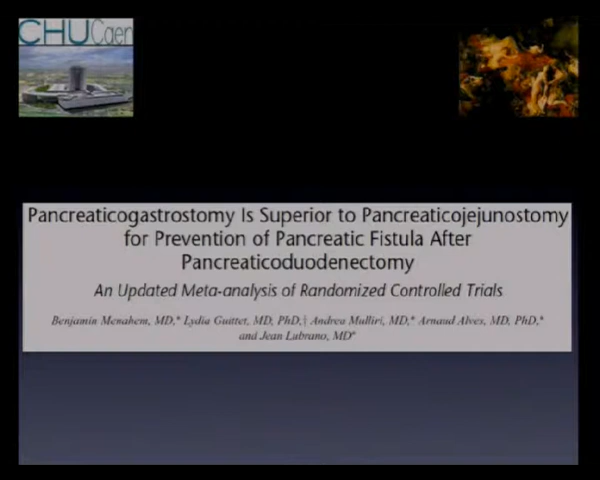 CHU Caen
Pancreaticogastrostomy Is Superior to Pancreaticojejunostomy
for Prevention of Pancreatic Fistula After
Pancreaticoduodenectomy
An Updated Meta-analysis of Randomized Controlled Trials
Benjamin Menahem, MD,* Lydia Guittet, MD, PhD,† Andrea Mulliri, MD,* Arnaud Alves, MD, PhD,*
and Jean Lubrano, MD*